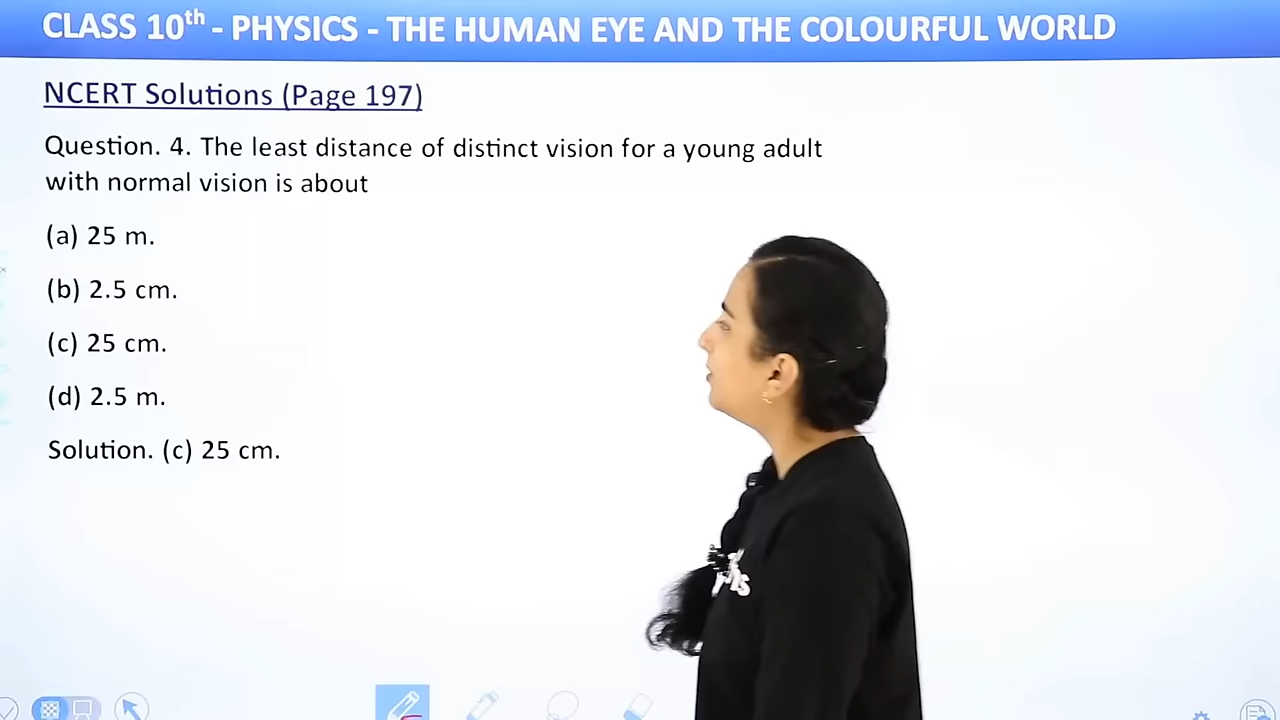 CLASS 10th - PHYSICS - THE HUMAN EYE AND THE COLOURFUL WORLD
NCERT Solutions (Page 197)
Question. 4. The least distance of distinct vision for a young adult
with normal vision is about
(a) 25 m.
(b) 2.5 cm.
(c) 25 cm.
(d) 2.5 m.
Solution. (c) 25 cm.